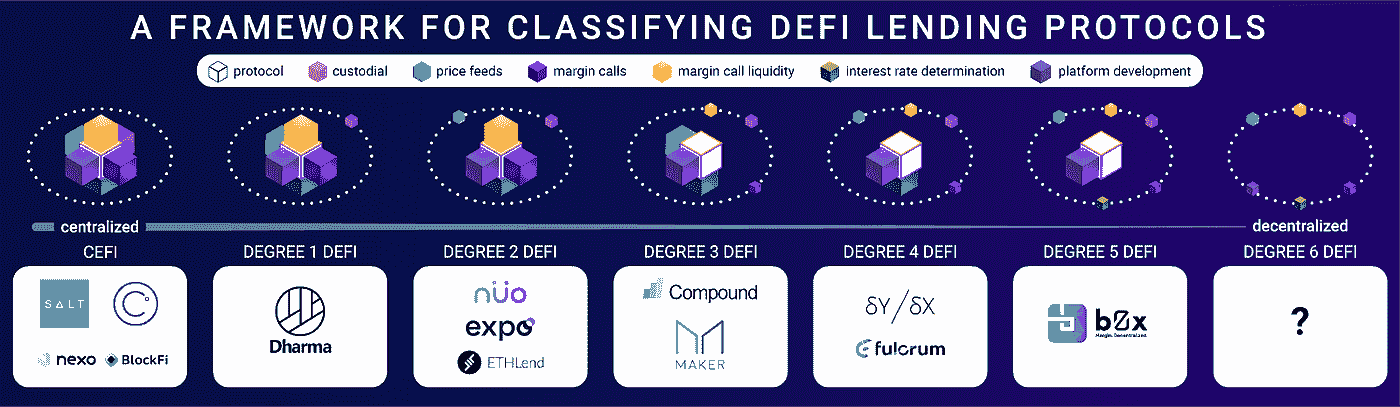 A FRAMEWORK FOR CLASSIFYING DEFI LENDING PROTOCOLS
protocol custodial price feeds margin calls margin call liquidity interest rate determination platform development
centralized decentralized
CEFI DEGREE 1 DEFI DEGREE 2 DEFI DEGREE 3 DEFI DEGREE 4 DEFI DEGREE 5 DEFI DEGREE 6 DEFI
SALT
nexo BlockFi
Dharma
nüo
expo
ETHLend
Compound
MAKER
δY/δX
fulcrum
b0x
Margin. Decentralized.
?